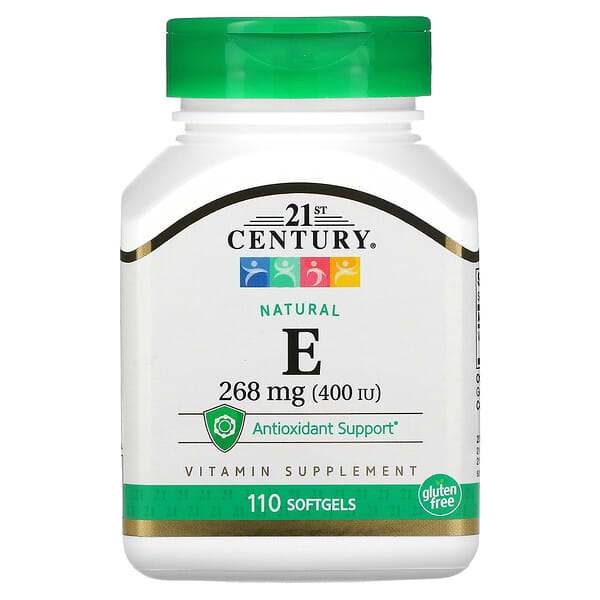 21ST
CENTURY®
NATURAL
E
268 mg (400 IU)
Antioxidant Support*
VITAMIN SUPPLEMENT
110 SOFTGELS
gluten
free